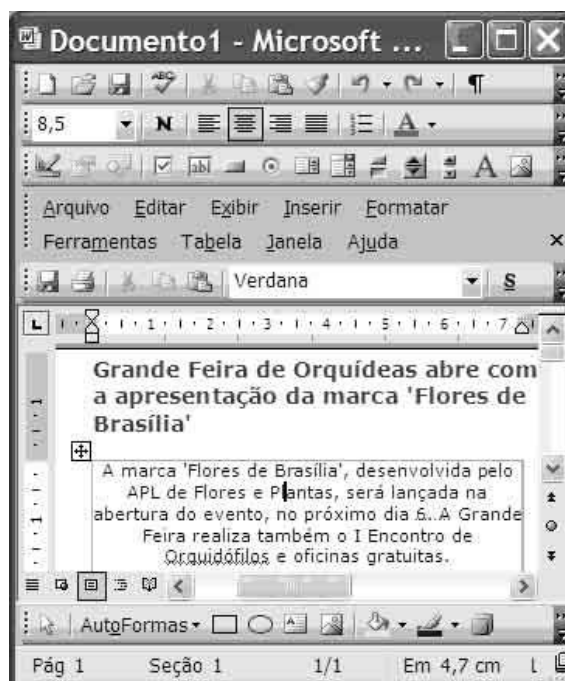 Documento1 - Microsoft ...
ABC
¶
8,5 N A
abl A
Arquivo Editar Exibir Inserir Formatar
Ferramentas Tabela Janela Ajuda
Verdana S
L 1 2 3 4 5 6 7
Grande Feira de Orquídeas abre com
a apresentação da marca 'Flores de
Brasília'
A marca 'Flores de Brasília', desenvolvida pelo
APL de Flores e Plantas, será lançada na
abertura do evento, no próximo dia 6. A Grande
Feira realiza também o I Encontro de
Orquidófilos e oficinas gratuitas.
AutoFormas
Pág 1 Seção 1 1/1 Em 4,7 cm